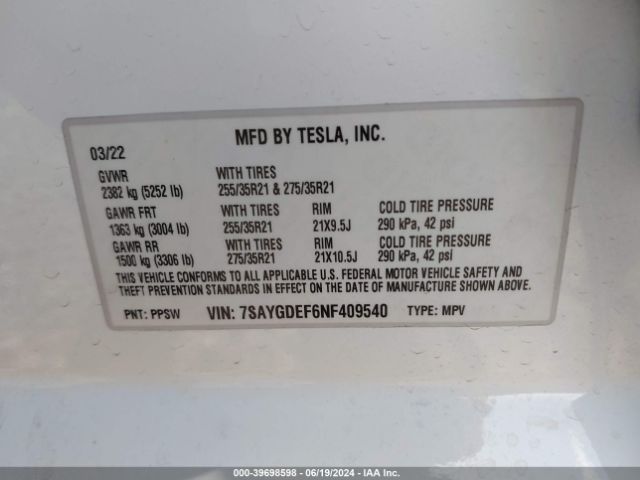 MFD BY TESLA, INC.
03/22
GVWR WITH TIRES
2382 kg (5252 lb) 255/35R21 & 275/35R21
GAWR FRT WITH TIRES RIM COLD TIRE PRESSURE
1363 kg (3004 lb) 255/35R21 21X9.5J 290 kPa, 42 psi
GAWR RR WITH TIRES RIM COLD TIRE PRESSURE
1500 kg (3306 lb) 275/35R21 21X10.5J 290 kPa, 42 psi
THIS VEHICLE CONFORMS TO ALL APPLICABLE U.S. FEDERAL MOTOR VEHICLE SAFETY AND
THEFT PREVENTION STANDARDS IN EFFECT ON THE DATE OF MANUFACTURE SHOWN ABOVE.
PNT: PPSW VIN: 7SAYGDEF6NF409540 TYPE: MPV
000-39698598 - 06/19/2024 - IAAI